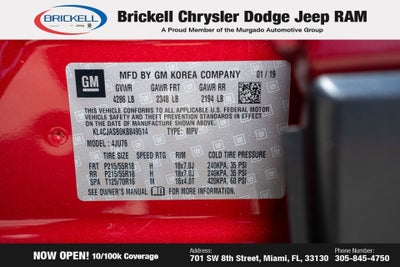 BRICKELL
Brickell Chrysler Dodge Jeep RAM
A Proud Member of the Murgado Automotive Group
GM
MFD BY GM KOREA COMPANY 01/19
GVWR GAWR FRT GAWR RR
4286 LB 2348 LB 2194 LB
THIS VEHICLE CONFORMS TO ALL APPLICABLE U.S. FEDERAL MOTOR
VEHICLE SAFETY AND THEFT PREVENTION STANDARDS IN EFFECT ON
THE DATE OF MANUFACTURE SHOWN ABOVE.
KL4CJASB0KB849514 TYPE: MPV
MODEL: 4JU76
TIRE SIZE SPEED RTG RIM COLD TIRE PRESSURE
FRT P215/55R18 H 18x7.0J 240KPA, 35 PSI
RR P215/55R18 H 18x7.0J 240KPA, 35 PSI
SPA T125/70R16 M 16x4.0T 420KPA, 60 PSI
SEE OWNER'S MANUAL FOR MORE INFORMATION.
NOW OPEN! 10/100k Coverage
Address:
701 SW 8th Street, Miami, FL, 33130
Phone Number:
305-845-4750